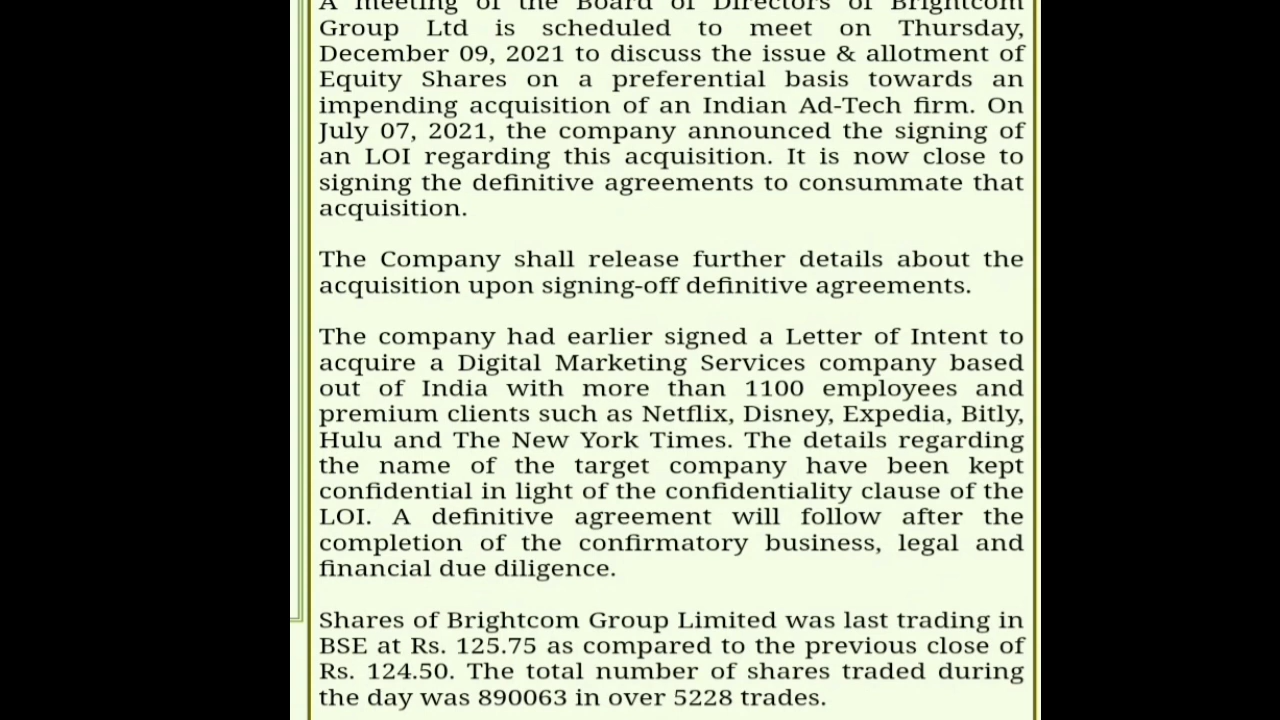 A meeting of the Board of Directors of Brightcom
Group Ltd is scheduled to meet on Thursday,
December 09, 2021 to discuss the issue & allotment of
Equity Shares on a preferential basis towards an
impending acquisition of an Indian Ad-Tech firm. On
July 07, 2021, the company announced the signing of
an LOI regarding this acquisition. It is now close to
signing the definitive agreements to consummate that
acquisition.
The Company shall release further details about the
acquisition upon signing-off definitive agreements.
The company had earlier signed a Letter of Intent to
acquire a Digital Marketing Services company based
out of India with more than 1100 employees and
premium clients such as Netflix, Disney, Expedia, Bitly,
Hulu and The New York Times. The details regarding
the name of the target company have been kept
confidential in light of the confidentiality clause of the
LOI. A definitive agreement will follow after the
completion of the confirmatory business, legal and
financial due diligence.
Shares of Brightcom Group Limited was last trading in
BSE at Rs. 125.75 as compared to the previous close of
Rs. 124.50. The total number of shares traded during
the day was 890063 in over 5228 trades.